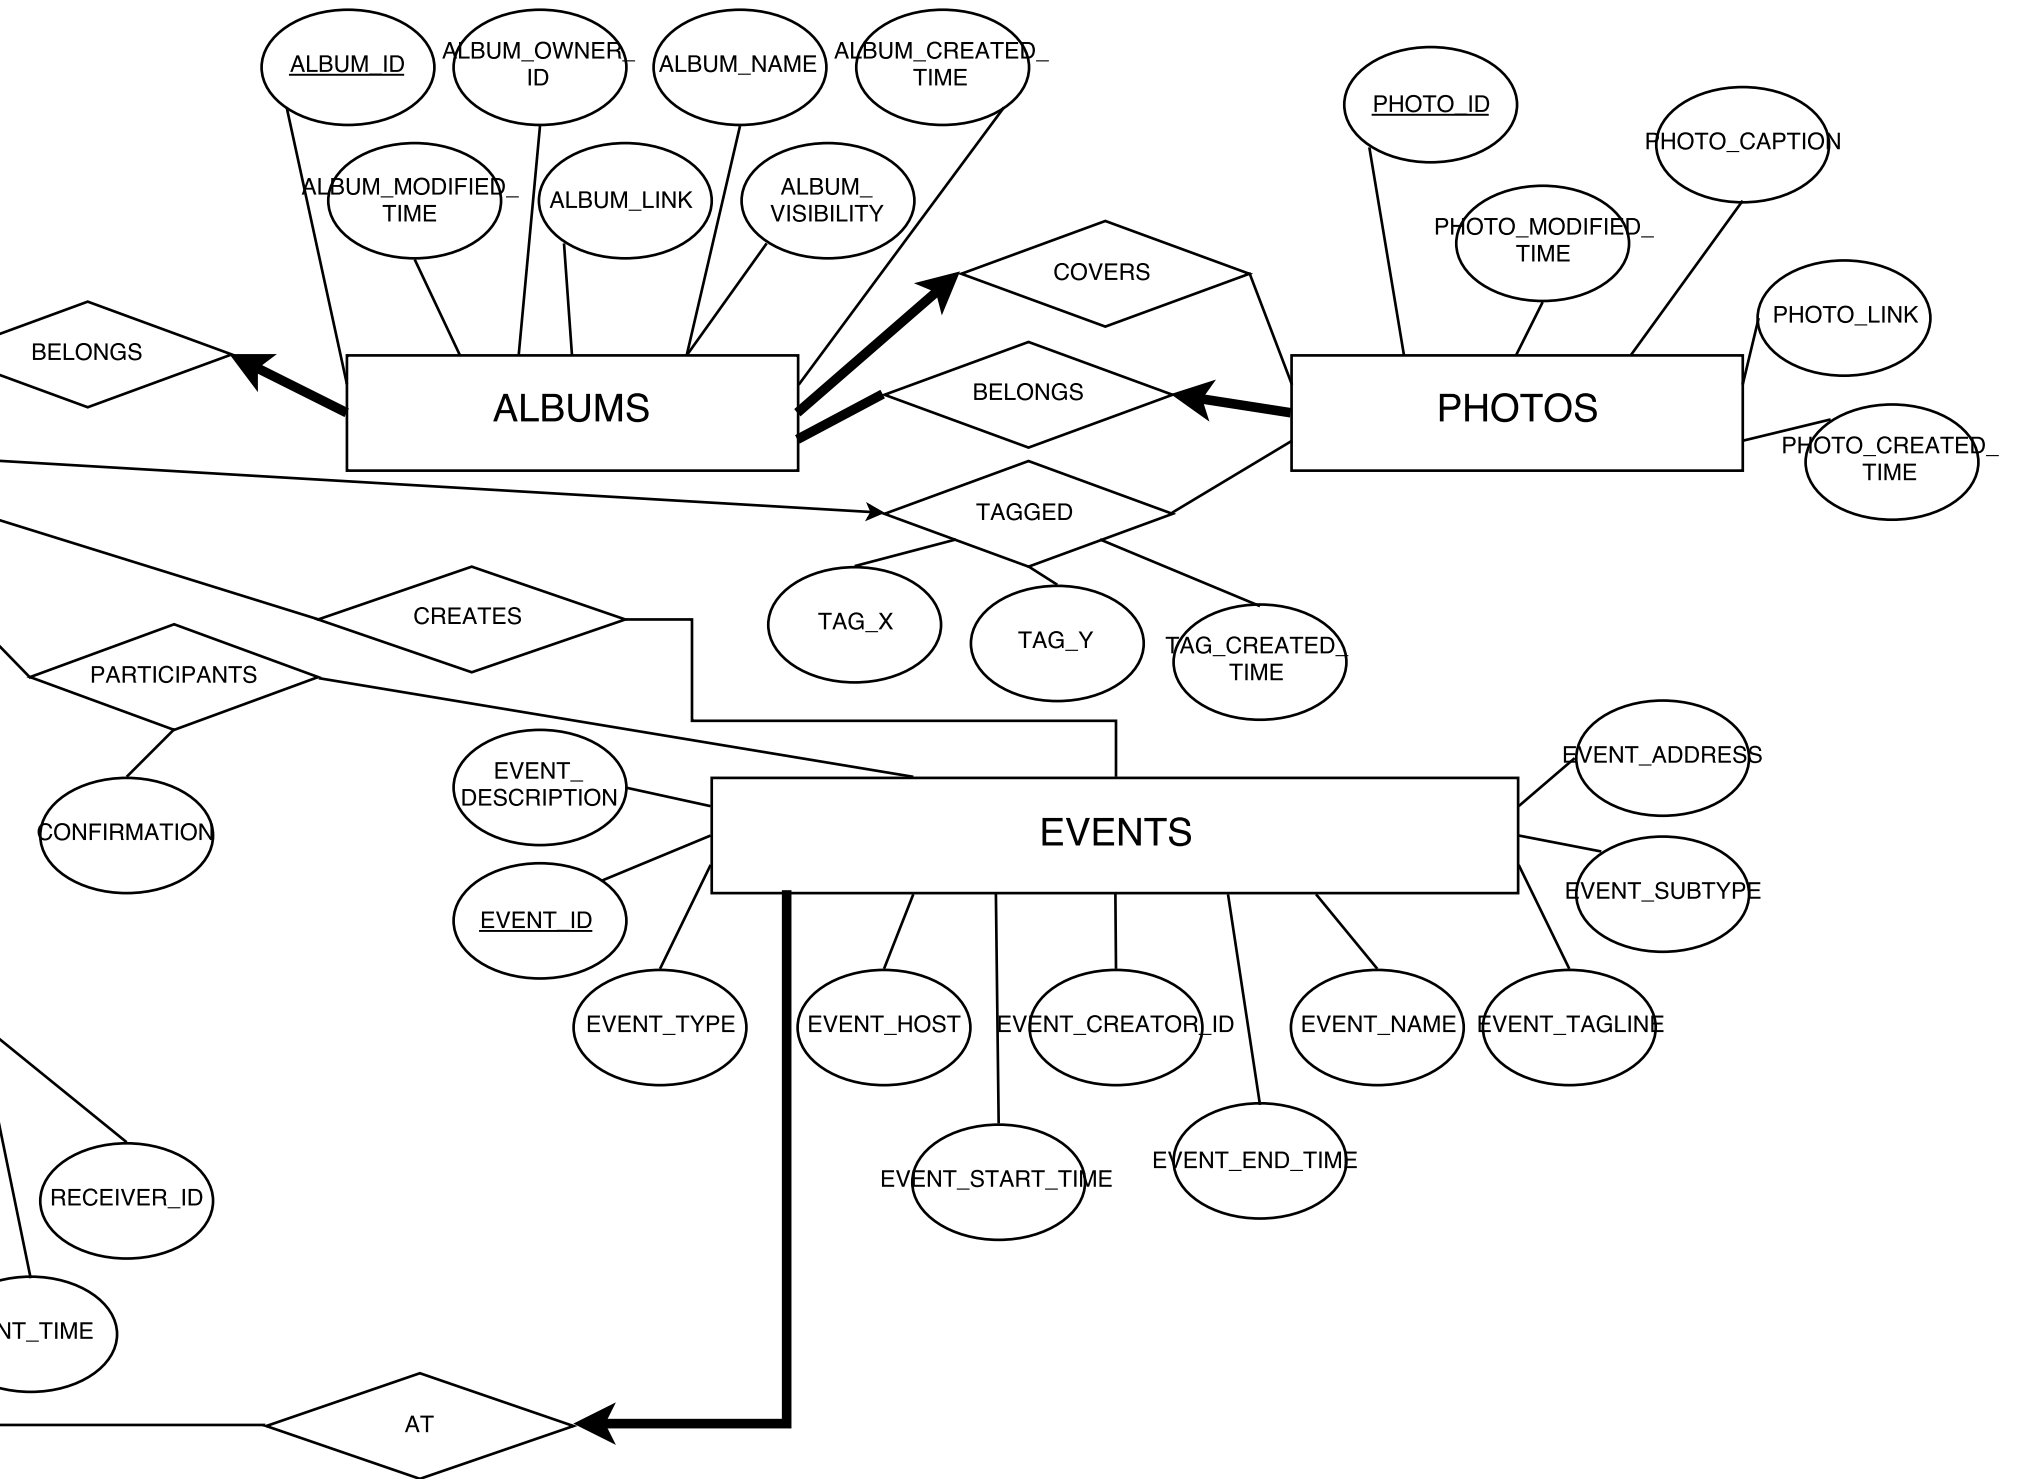 ALBUM_ID
ALBUM_OWNER_
ID
ALBUM_NAME
ALBUM_CREATED_
TIME
PHOTO_ID
PHOTO_CAPTION
ALBUM_MODIFIED_
TIME
ALBUM_LINK
ALBUM_
VISIBILITY
PHOTO_MODIFIED_
TIME
COVERS
PHOTO_LINK
BELONGS
ALBUMS
BELONGS
PHOTOS
PHOTO_CREATED_
TIME
TAGGED
CREATES
TAG_X
TAG_Y
TAG_CREATED_
TIME
PARTICIPANTS
CONFIRMATION
EVENT_
DESCRIPTION
EVENTS
EVENT_ADDRESS
EVENT_SUBTYPE
EVENT_ID
EVENT_TYPE
EVENT_HOST
EVENT_CREATOR_ID
EVENT_NAME
EVENT_TAGLINE
EVENT_START_TIME
EVENT_END_TIME
RECEIVER_ID
NT_TIME
AT